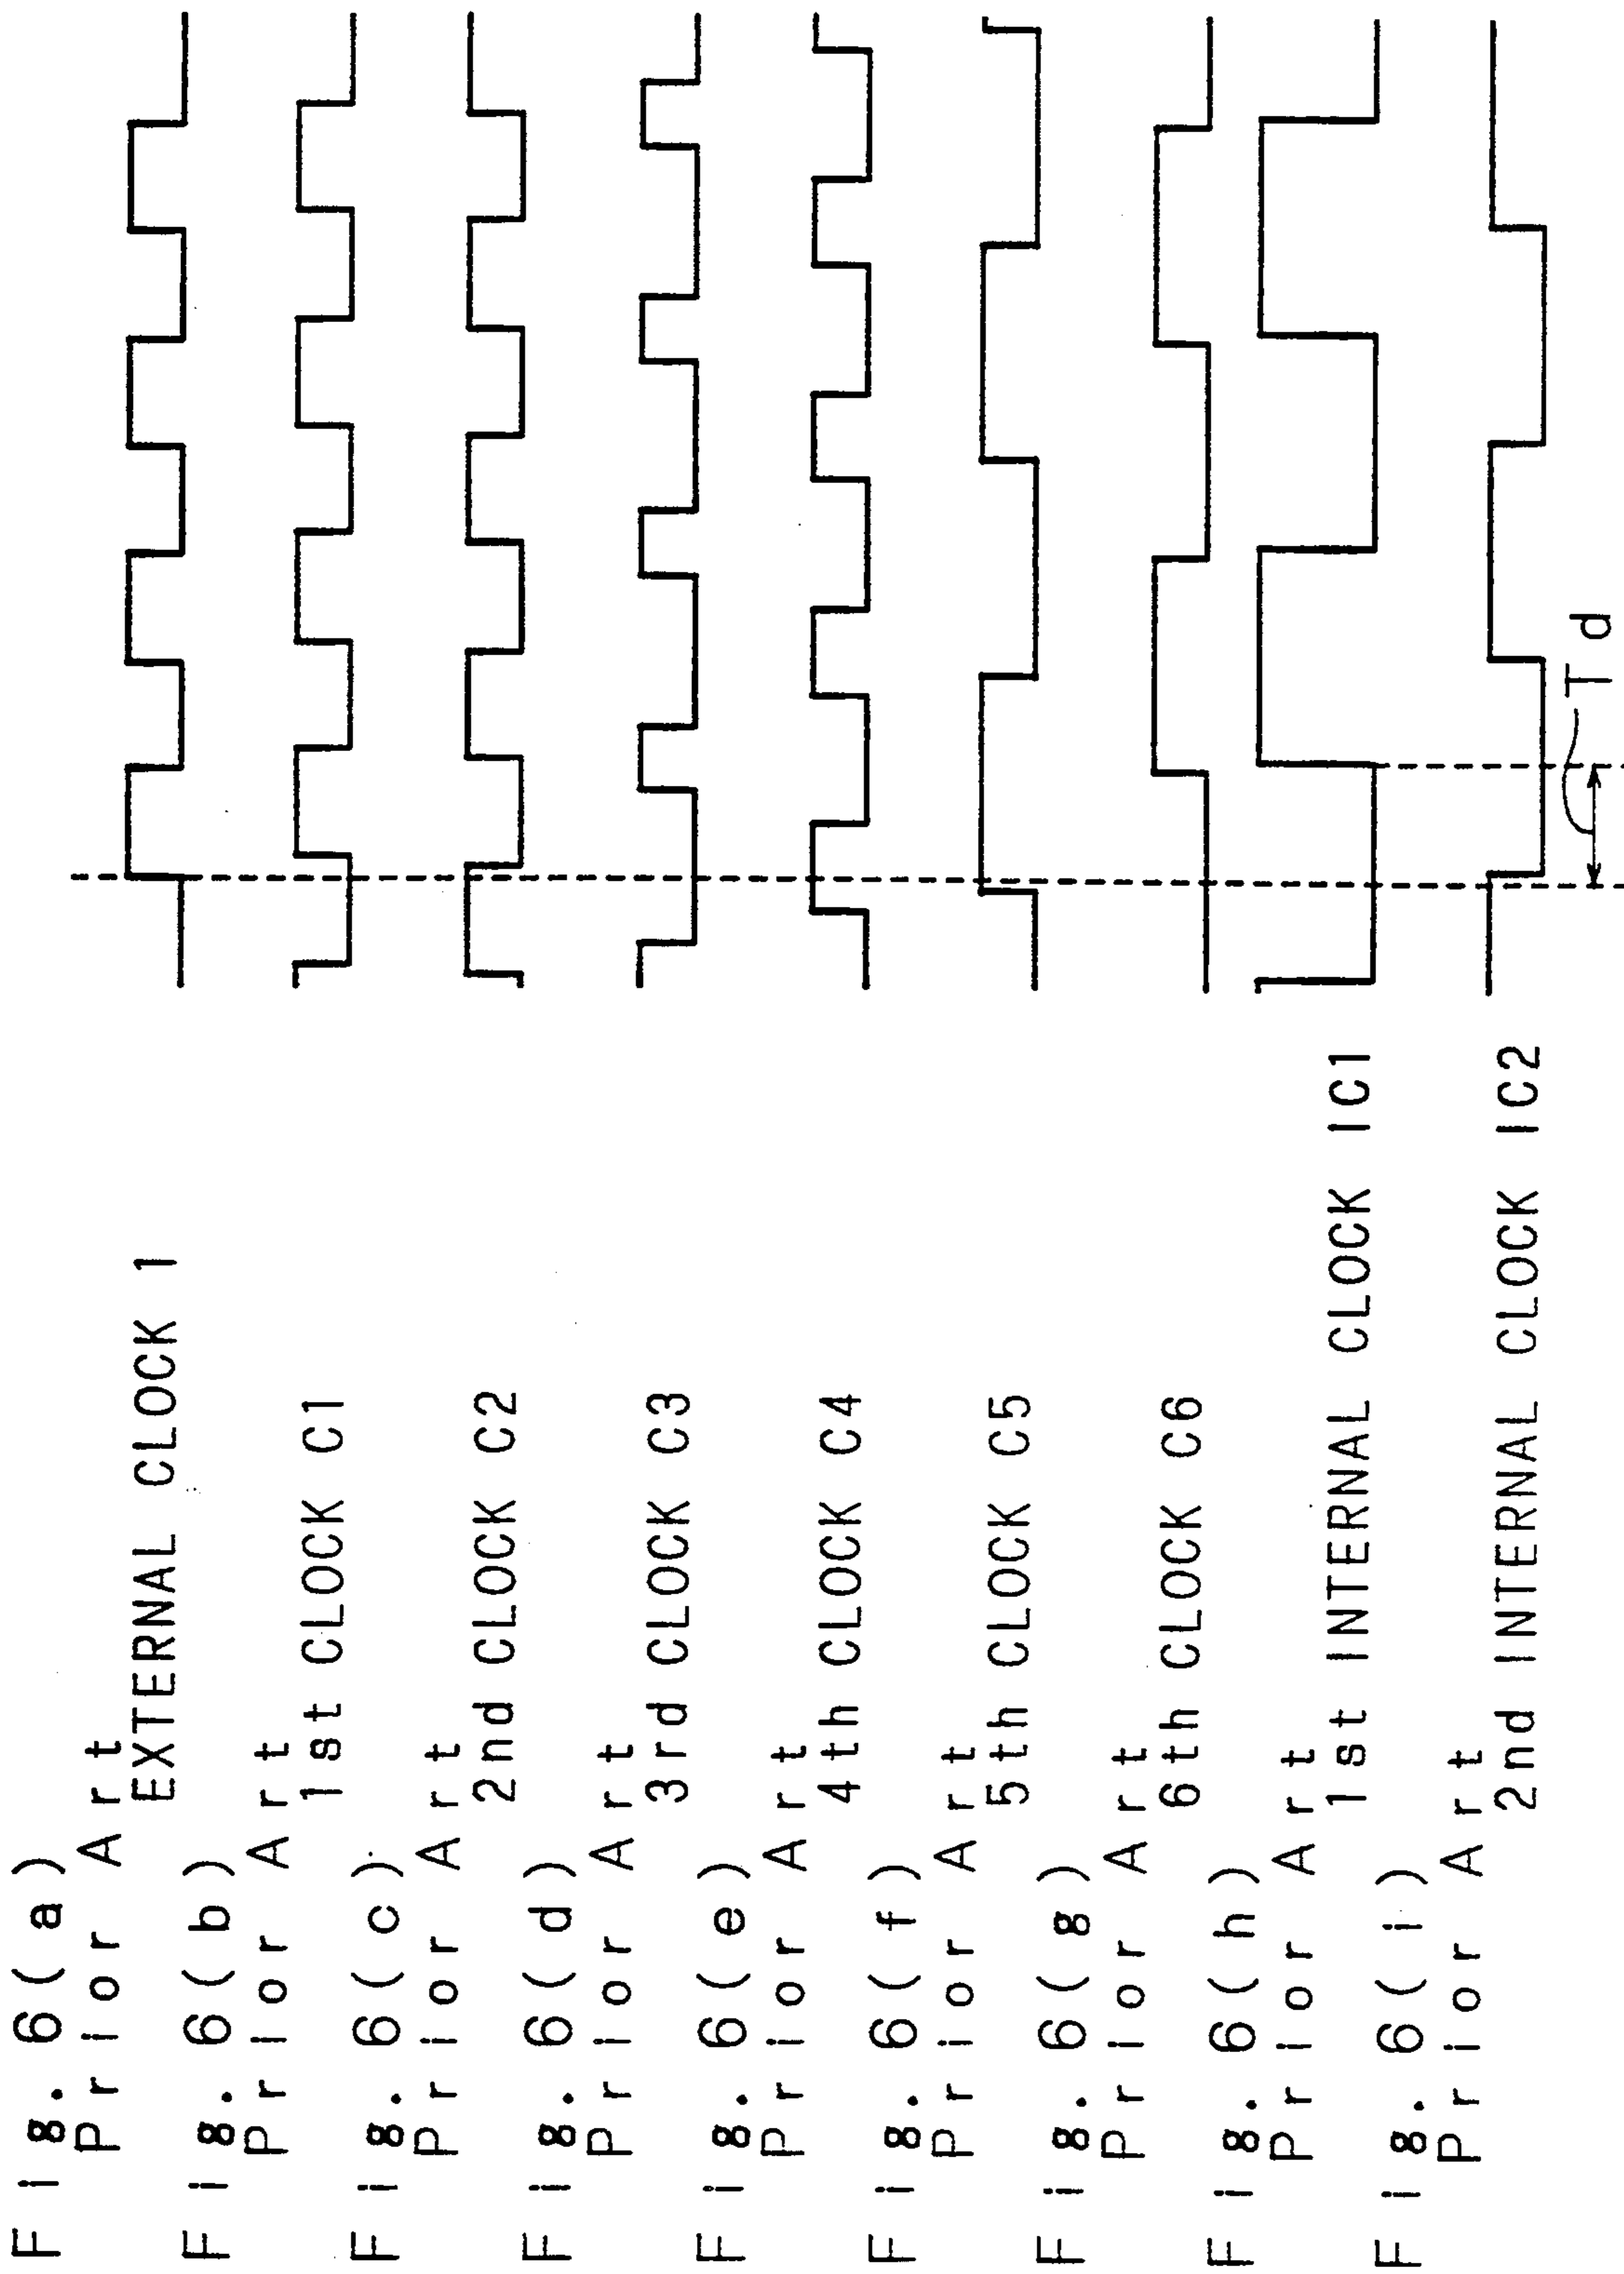 Fig. 6(a)
Prior Art
EXTERNAL CLOCK 1
Fig. 6(b)
Prior Art
1st CLOCK C1
Fig. 6(c)
Prior Art
2nd CLOCK C2
Fig. 6(d)
Prior Art
3rd CLOCK C3
Fig. 6(e)
Prior Art
4th CLOCK C4
Fig. 6(f)
Prior Art
5th CLOCK C5
Fig. 6(g)
Prior Art
6th CLOCK C6
Fig. 6(h)
Prior Art
1st INTERNAL CLOCK IC1
Fig. 6(i)
Prior Art
2nd INTERNAL CLOCK IC2
Td